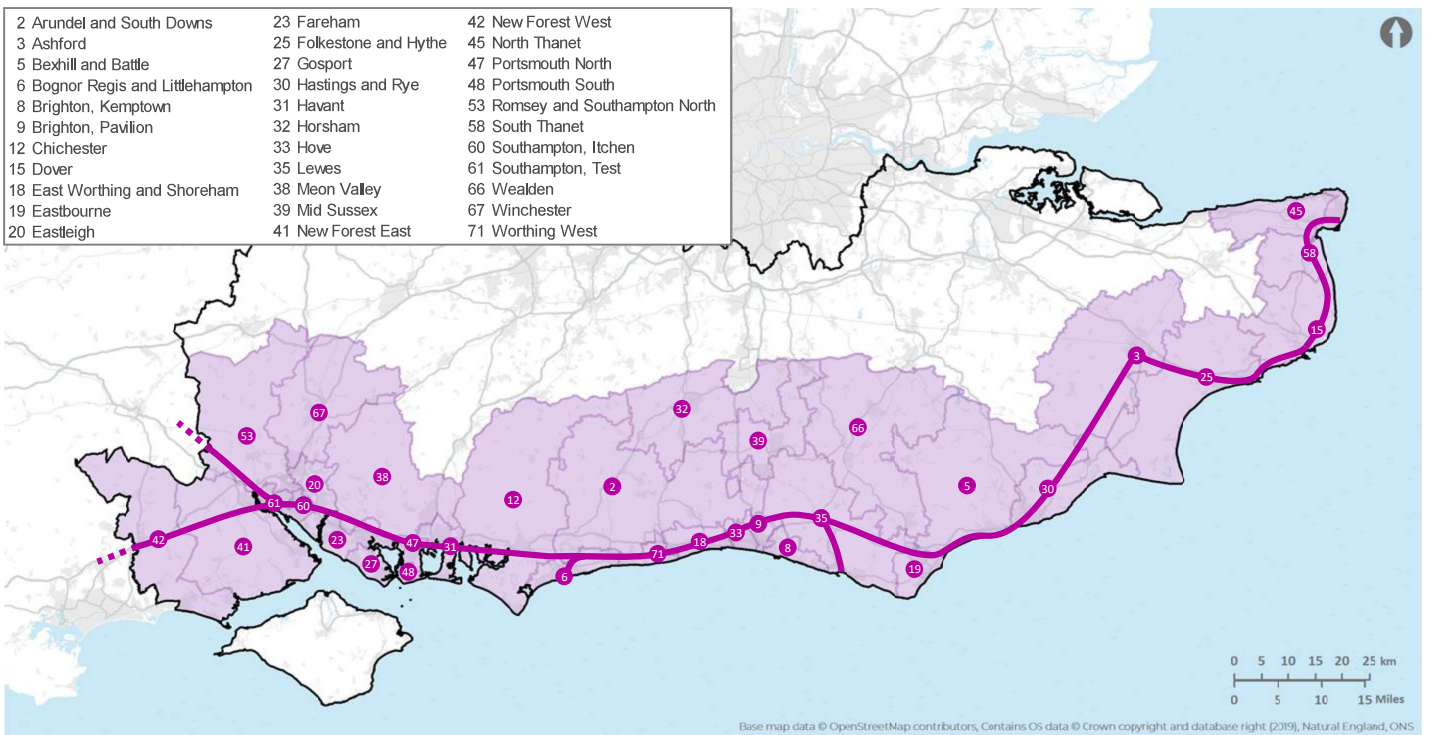 2 Arundel and South Downs
3 Ashford
5 Bexhill and Battle
6 Bognor Regis and Littlehampton
8 Brighton, Kemptown
9 Brighton, Pavilion
12 Chichester
15 Dover
18 East Worthing and Shoreham
19 Eastbourne
20 Eastleigh
23 Fareham
25 Folkestone and Hythe
27 Gosport
30 Hastings and Rye
31 Havant
32 Horsham
33 Hove
35 Lewes
38 Meon Valley
39 Mid Sussex
41 New Forest East
42 New Forest West
45 North Thanet
47 Portsmouth North
48 Portsmouth South
53 Romsey and Southampton North
58 South Thanet
60 Southampton, Itchen
61 Southampton, Test
66 Wealden
67 Winchester
71 Worthing West
45
58
15
3
25
32
67
66
53
39
38
20
2
12
5
30
61
60
35
9
33
18
42
41
23
47
31
71
8
27
48
6
19
0 5 10 15 20 25 km
0 5 10 15 Miles
Base map data © OpenStreetMap contributors, Contains OS data © Crown copyright and database right (2019), Natural England, ONS